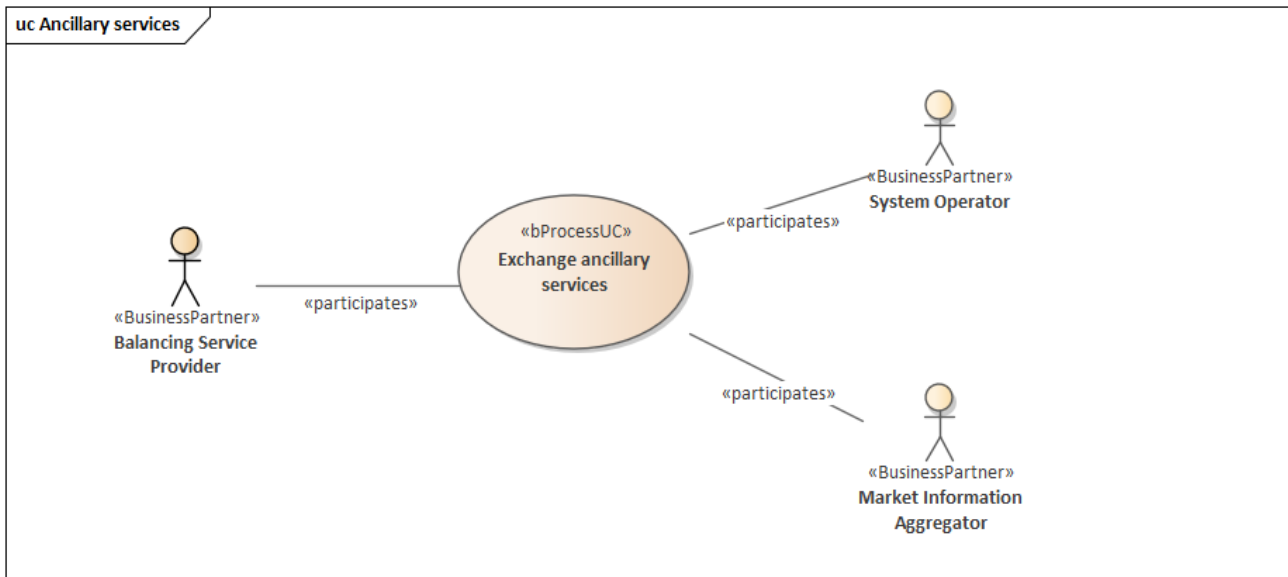 uc Ancillary services
«BusinessPartner»
System Operator
«participates»
«bProcessUC»
Exchange ancillary
services
«participates»
«BusinessPartner»
Balancing Service
Provider
«participates»
«BusinessPartner»
Market Information
Aggregator